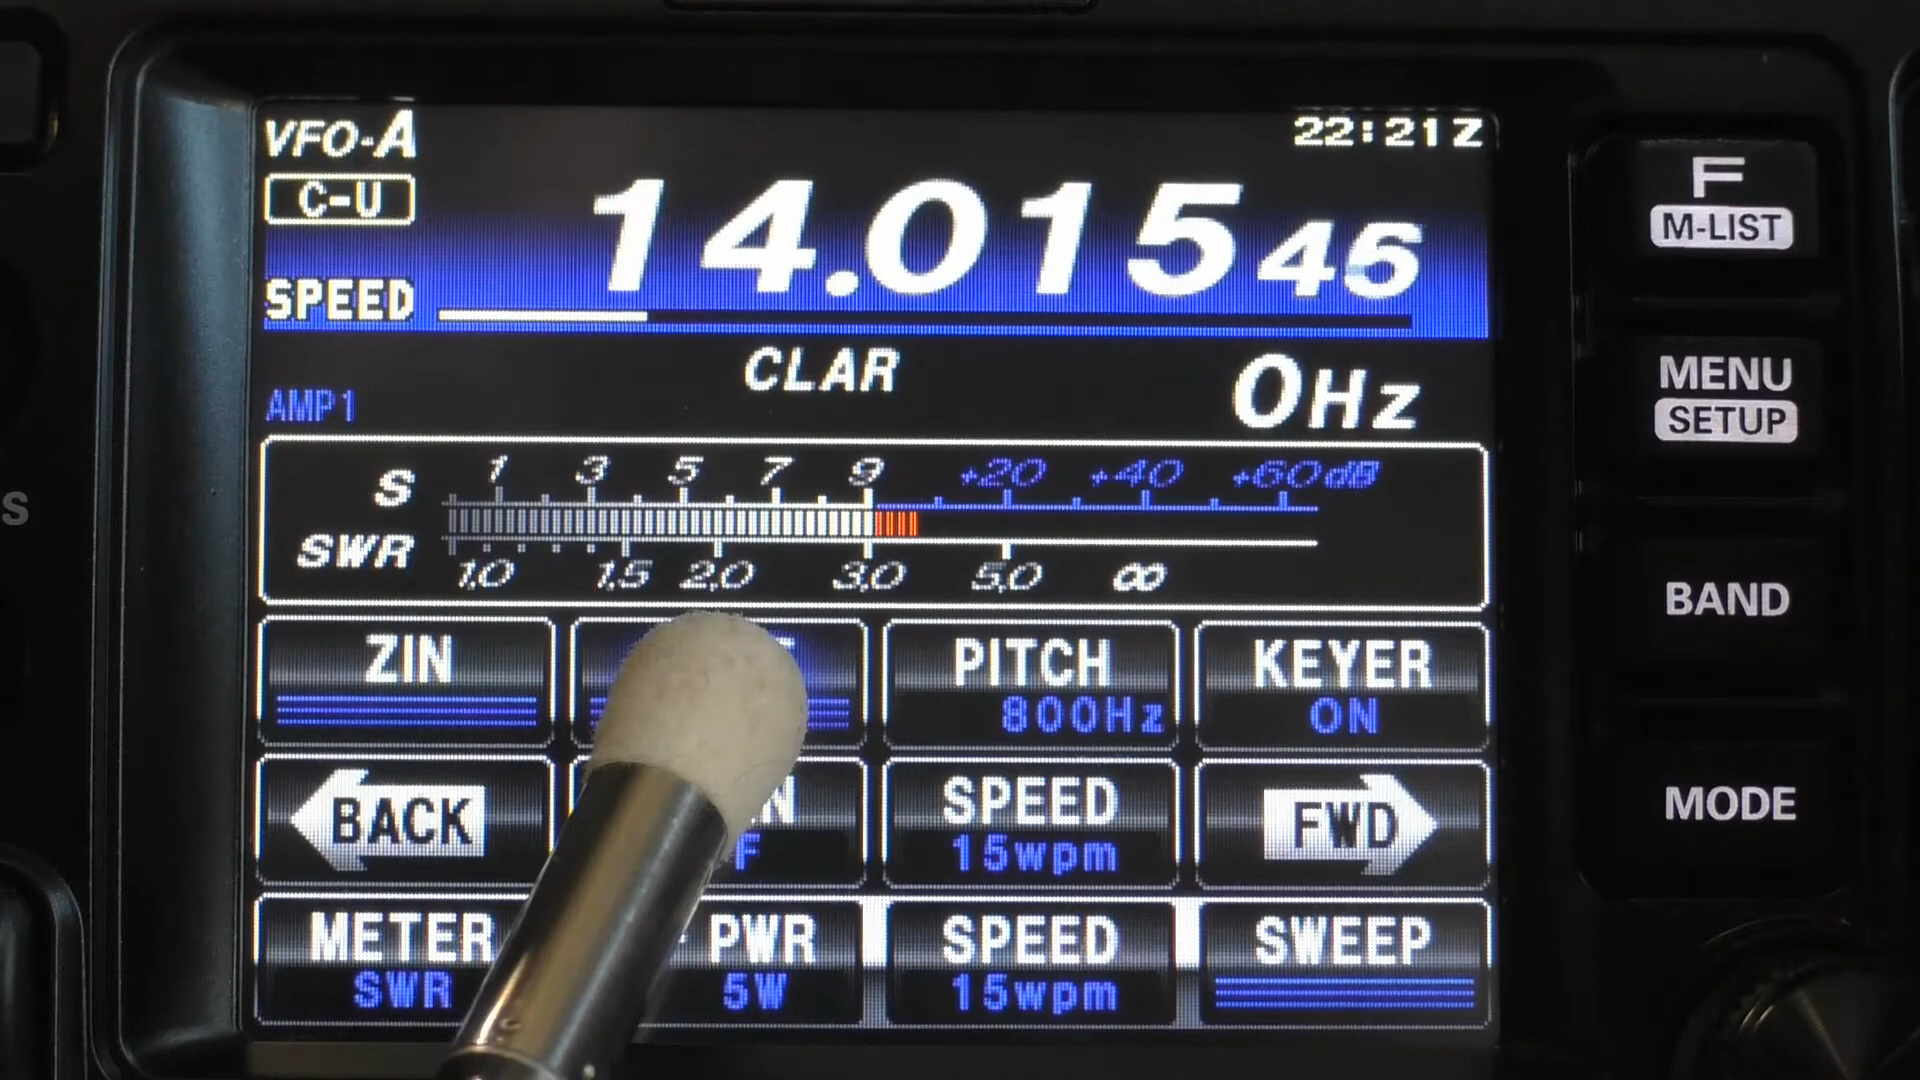 VFO-A
22:21Z
C-U
14.01546
SPEED
CLAR
0Hz
AMP1
S 1 3 5 7 9 +20 +40 +60dB
SWR 1.0 1.5 2.0 3.0 5.0 ∞
ZIN
PITCH
800Hz
KEYER
ON
BACK
SPEED
15wpm
FWD
METER
SWR
PWR
5W
SPEED
15wpm
SWEEP
F
M-LIST
MENU
SETUP
BAND
MODE
S